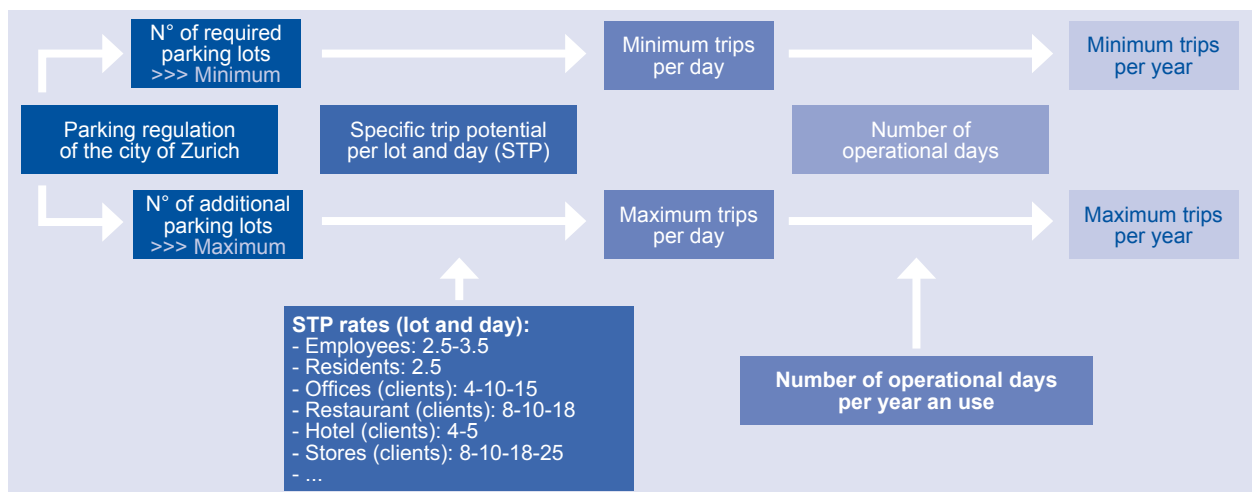 N° of required
parking lots
>>> Minimum
Minimum trips
per day
Minimum trips
per year
Parking regulation
of the city of Zurich
Specific trip potential
per lot and day (STP)
Number of
operational days
N° of additional
parking lots
>>> Maximum
Maximum trips
per day
Maximum trips
per year
STP rates (lot and day):
- Employees: 2.5-3.5
- Residents: 2.5
- Offices (clients): 4-10-15
- Restaurant (clients): 8-10-18
- Hotel (clients): 4-5
- Stores (clients): 8-10-18-25
- ...
Number of operational days
per year an use